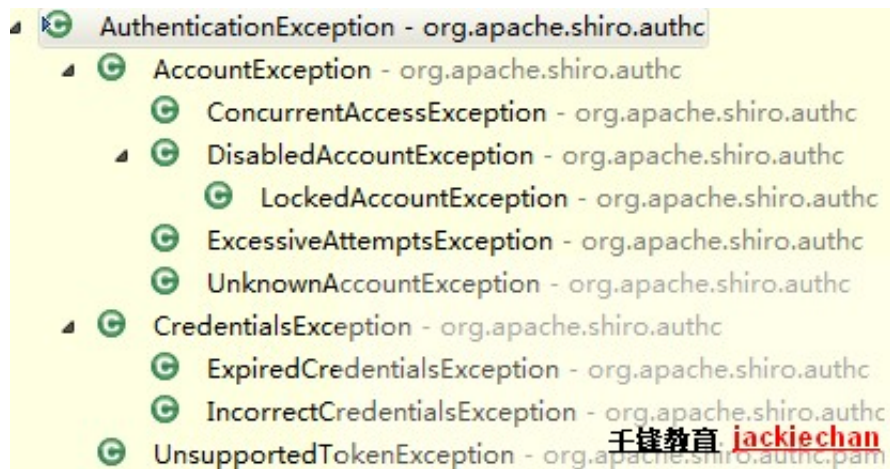 AuthenticationException - org.apache.shiro.authc
AccountException - org.apache.shiro.authc
ConcurrentAccessException - org.apache.shiro.authc
DisabledAccountException - org.apache.shiro.authc
LockedAccountException - org.apache.shiro.authc
ExcessiveAttemptsException - org.apache.shiro.authc
UnknownAccountException - org.apache.shiro.authc
CredentialsException - org.apache.shiro.authc
ExpiredCredentialsException - org.apache.shiro.authc
IncorrectCredentialsException - org.apache.shiro.authc
千锋教育 jackiechan
UnsupportedTokenException - org.apache.shiro.authc.pam